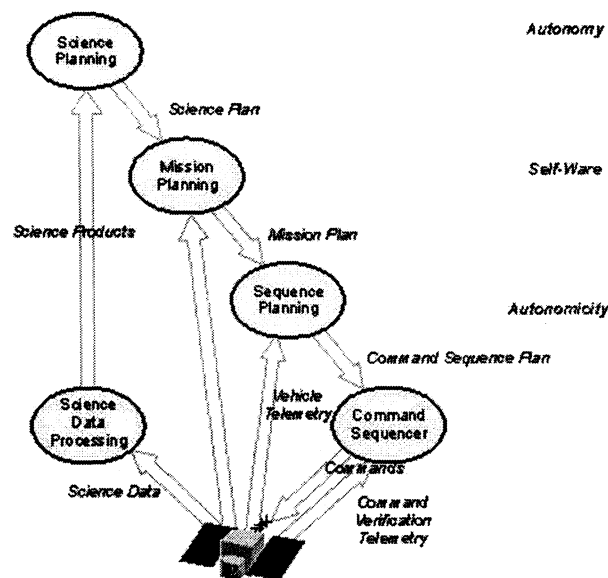 Autonomy
Science
Planning
Science Plan
Mission
Planning
Self-Ware
Science Products
Mission Plan
Sequence
Planning
Autonomicity
Command Sequence Plan
Vehicle
Telemetry
Science
Data
Processing
Command
Sequencer
Commands
Science Data
Command
Verification
Telemetry